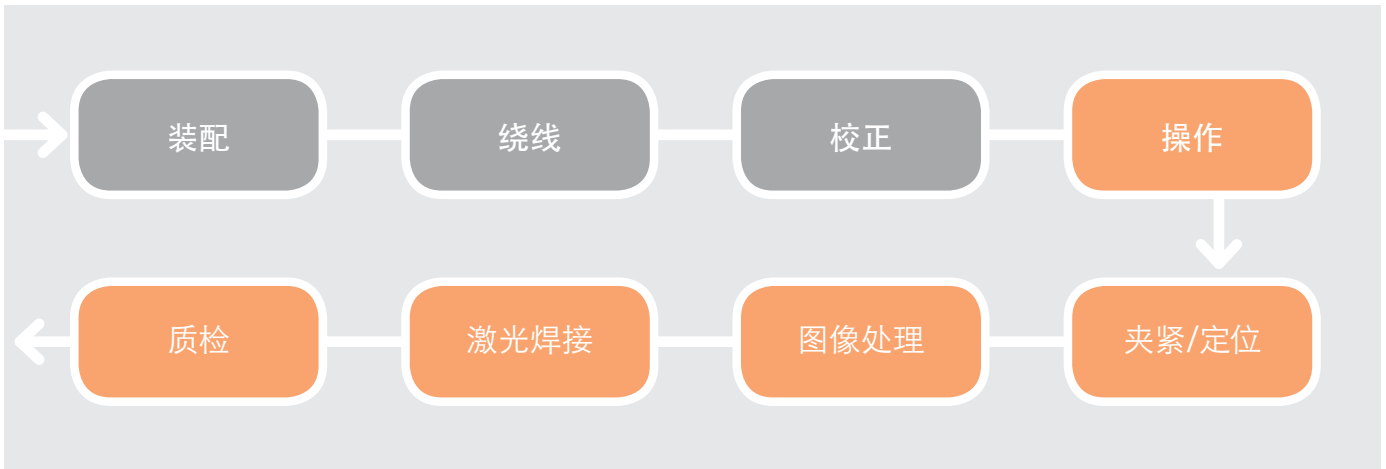 装配
绕线
校正
操作
夹紧/定位
图像处理
激光焊接
质检